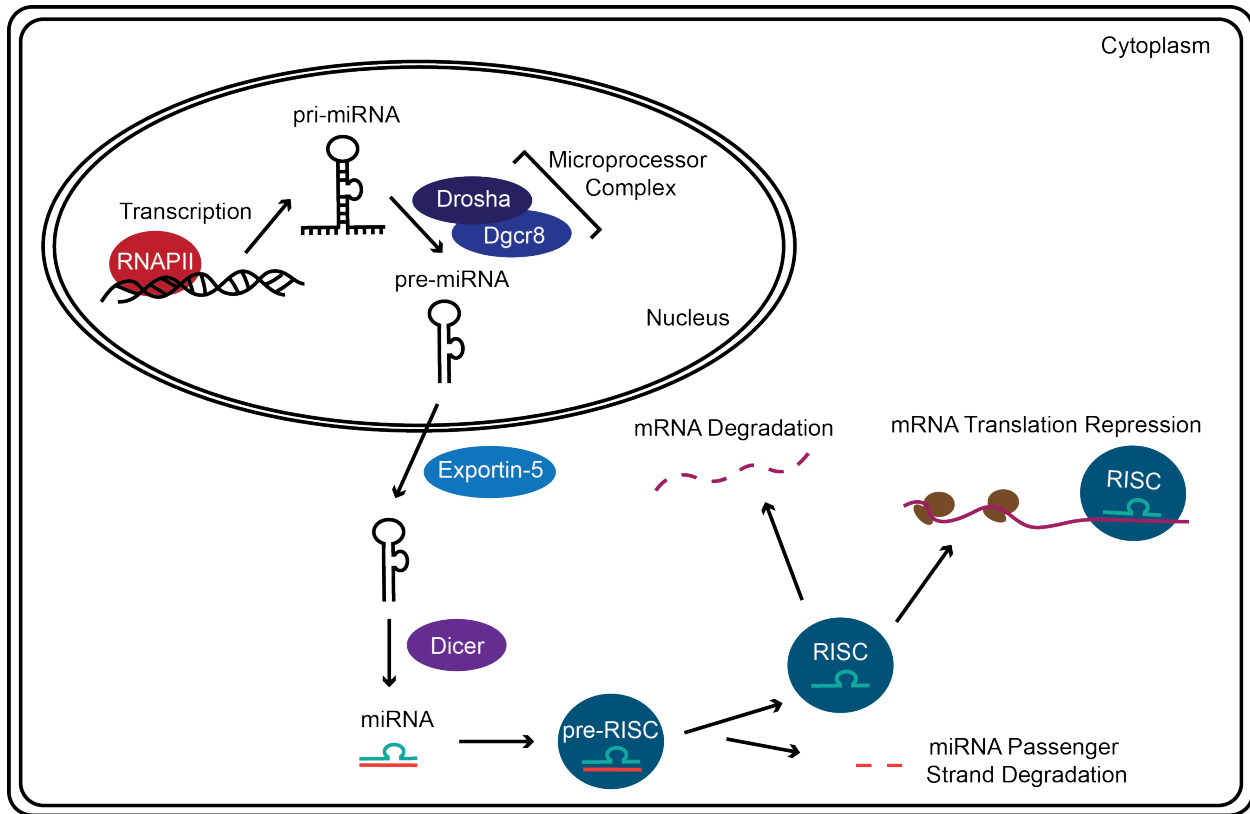 Cytoplasm
pri-miRNA
Microprocessor
Complex
Drosha
Dgcr8
Transcription
RNAPII
pre-miRNA
Nucleus
Exportin-5
mRNA Degradation
mRNA Translation Repression
RISC
Dicer
RISC
miRNA
pre-RISC
miRNA Passenger
Strand Degradation